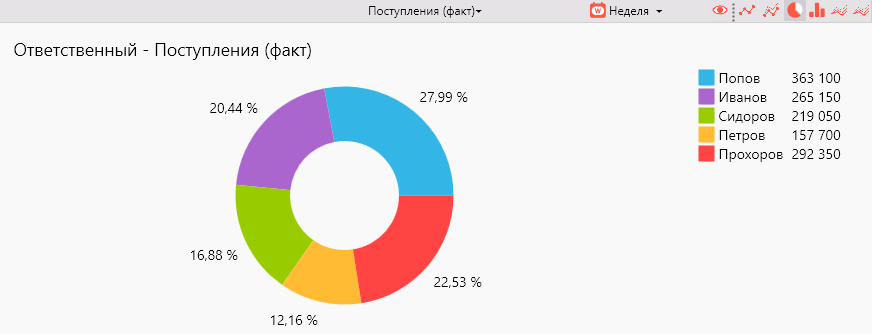 Поступления (факт)
W Неделя
Ответственный - Поступления (факт)
27,99 %
20,44 %
16,88 %
12,16 %
22,53 %
Попов 363 100
Иванов 265 150
Сидоров 219 050
Петров 157 700
Прохоров 292 350